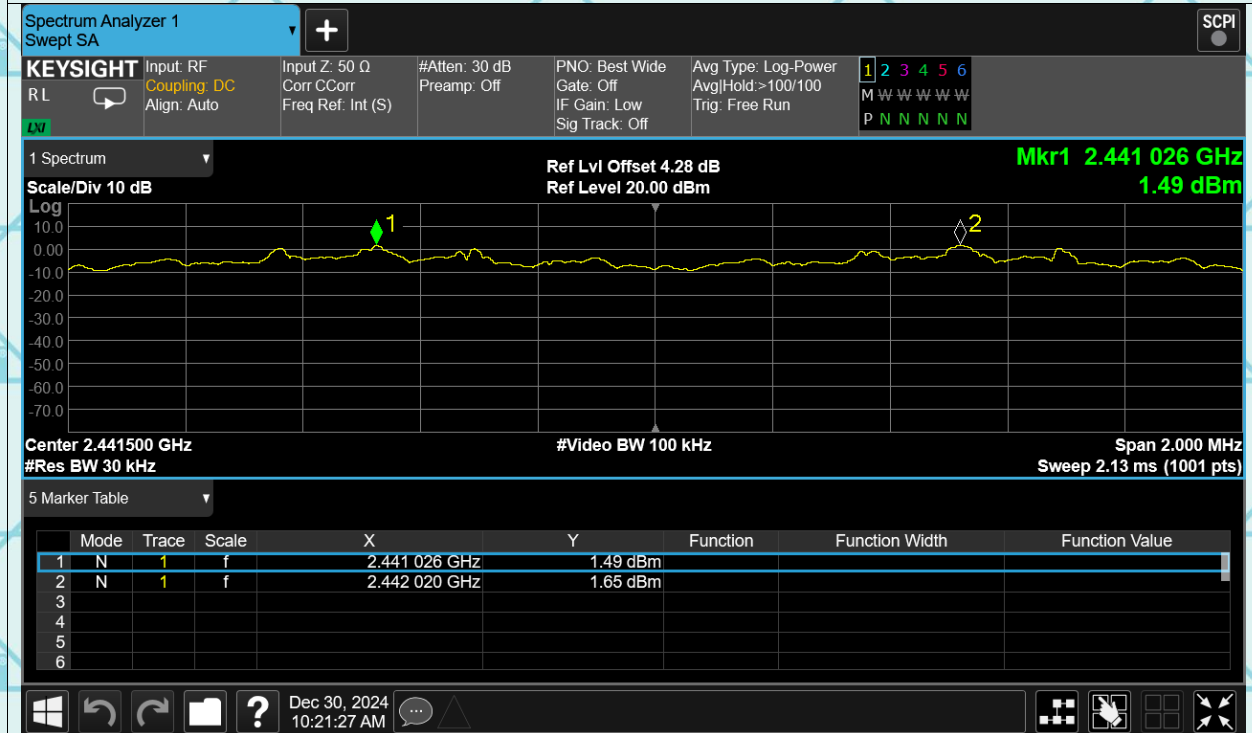 Spectrum Analyzer 1
Swept SA
SCPI
KEYSIGHT
RL
LXI
Input: RF
Coupling: DC
Align: Auto
Input Z: 50 Ω
Corr CCorr
Freq Ref: Int (S)
#Atten: 30 dB
Preamp: Off
PNO: Best Wide
Gate: Off
IF Gain: Low
Sig Track: Off
Avg Type: Log-Power
Avg|Hold:>100/100
Trig: Free Run
1 2 3 4 5 6
M W W W W W W
P N N N N N N
1 Spectrum
Scale/Div 10 dB
Ref Lvl Offset 4.28 dB
Ref Level 20.00 dBm
Mkr1 2.441 026 GHz
1.49 dBm
Log
10.0
0.00
-10.0
-20.0
-30.0
-40.0
-50.0
-60.0
-70.0
1
2
Center 2.441500 GHz
#Video BW 100 kHz
Span 2.000 MHz
#Res BW 30 kHz
Sweep 2.13 ms (1001 pts)
5 Marker Table
Mode Trace Scale X Y Function Function Width Function Value
1 N 1 f 2.441 026 GHz 1.49 dBm
2 N 1 f 2.442 020 GHz 1.65 dBm
3
4
5
6
?
Dec 30, 2024
10:21:27 AM